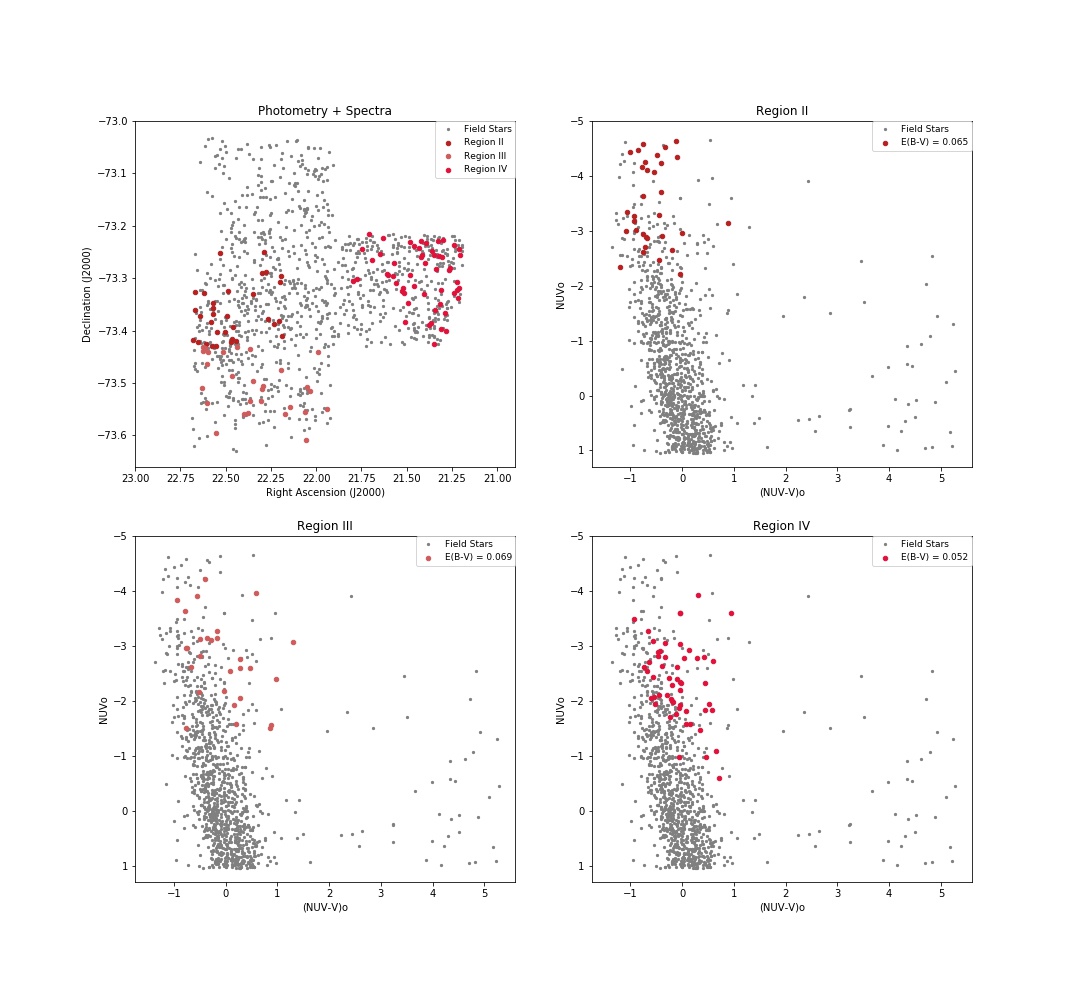 Photometry + Spectra
Field Stars
Region II
Region III
Region IV
−73.0
−73.1
−73.2
−73.3
−73.4
−73.5
−73.6
Declination (J2000)
23.00 22.75 22.50 22.25 22.00 21.75 21.50 21.25 21.00
Right Ascension (J2000)
Region II
Field Stars
E(B-V) = 0.065
−5
−4
−3
−2
−1
0
1
NUVo
−1 0 1 2 3 4 5
(NUV-V)o
Region III
Field Stars
E(B-V) = 0.069
−5
−4
−3
−2
−1
0
1
NUVo
−1 0 1 2 3 4 5
(NUV-V)o
Region IV
Field Stars
E(B-V) = 0.052
−5
−4
−3
−2
−1
0
1
NUVo
−1 0 1 2 3 4 5
(NUV-V)o